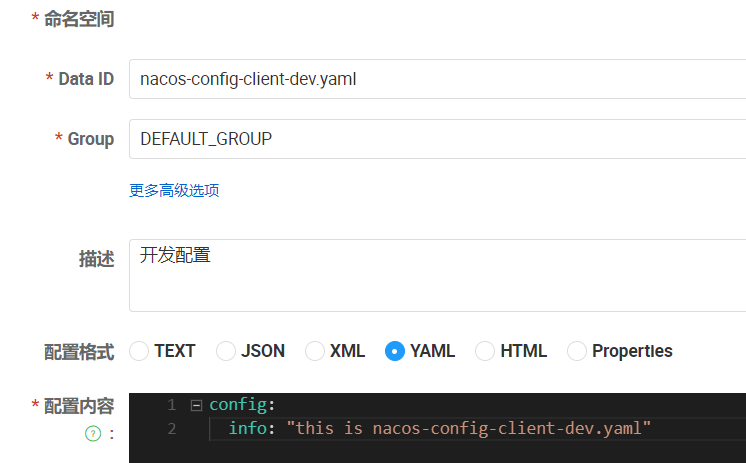 * 命名空间
* Data ID nacos-config-client-dev.yaml
* Group DEFAULT_GROUP
更多高级选项
描述 开发配置
配置格式 TEXT JSON XML YAML HTML Properties
* 配置内容 1 config:
? : 2 info: "this is nacos-config-client-dev.yaml"